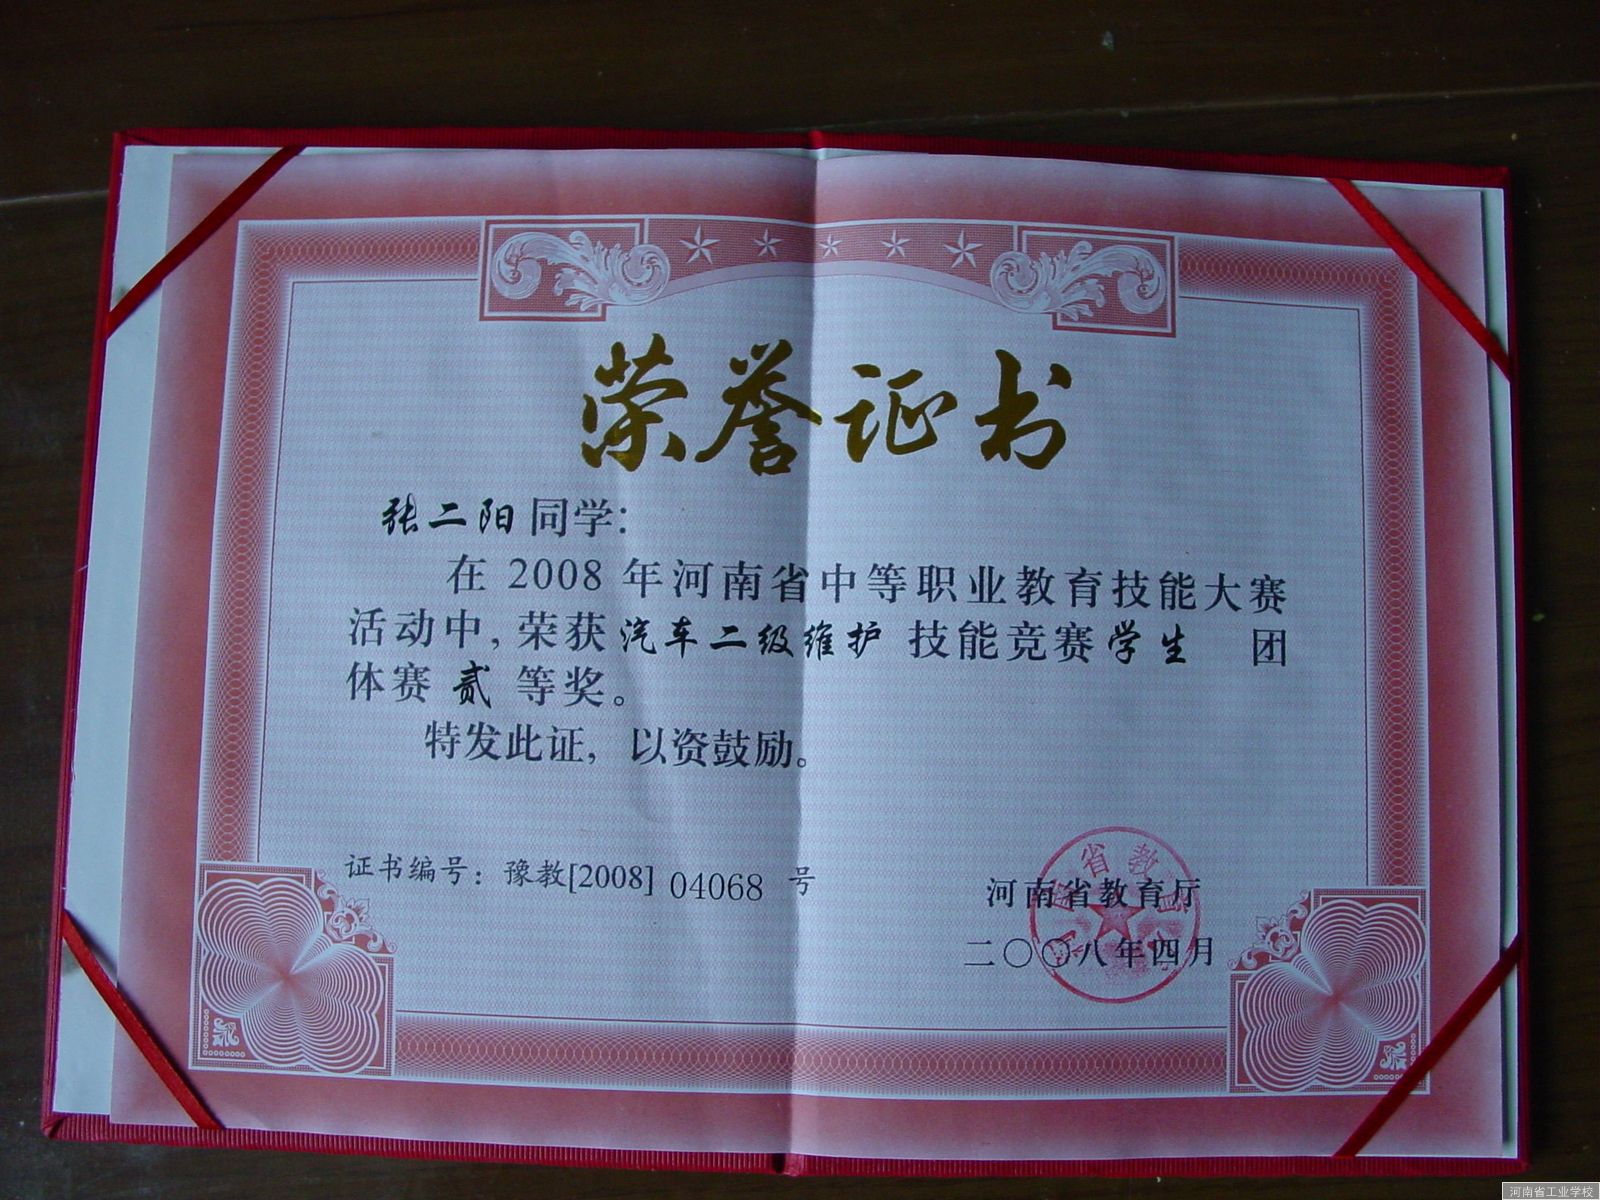 荣誉证书
张二阳同学：
在 2008 年河南省中等职业教育技能大赛
活动中，荣获汽车二级维护 技能竞赛学生 团
体赛 贰 等奖。
特发此证，以资鼓励。
证书编号：豫教[2008] 04068 号
河南省教育厅
二〇〇八年四月
河南省工业学校